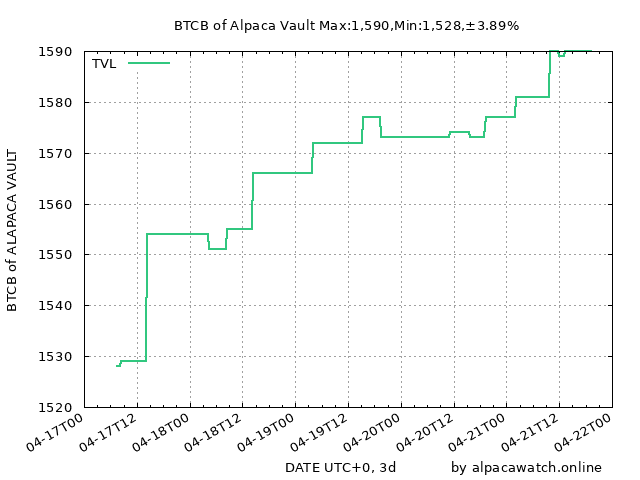 BTCB of Alpaca Vault Max:1,590,Min:1,528,±3.89%
TVL
BTCB of ALAPACA VAULT
1590
1580
1570
1560
1550
1540
1530
1520
04-17T00
04-17T12
04-18T00
04-18T12
04-19T00
04-19T12
04-20T00
04-20T12
04-21T00
04-21T12
04-22T00
DATE UTC+0, 3d
by alpacawatch.online